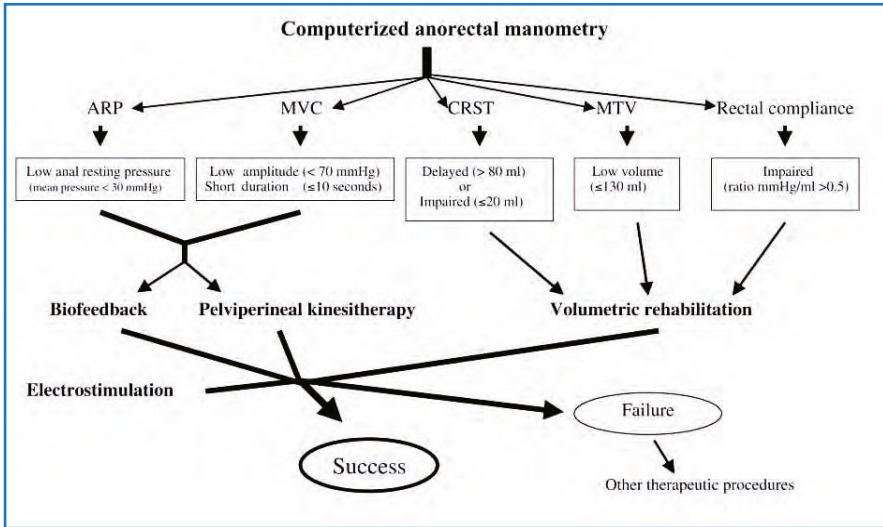 Computerized anorectal manometry
ARP MVC CRST MTV Rectal compliance
Low anal resting pressure
(mean pressure < 30 mmHg)
Low amplitude (< 70 mmHg)
Short duration (≤10 seconds)
Delayed (> 80 ml)
or
Impaired (≤20 ml)
Low volume
(≤130 ml)
Impaired
(ratio mmHg/ml >0.5)
Biofeedback Pelviperineal kinesitherapy Volumetric rehabilitation
Electrostimulation
Failure
Success
Other therapeutic procedures